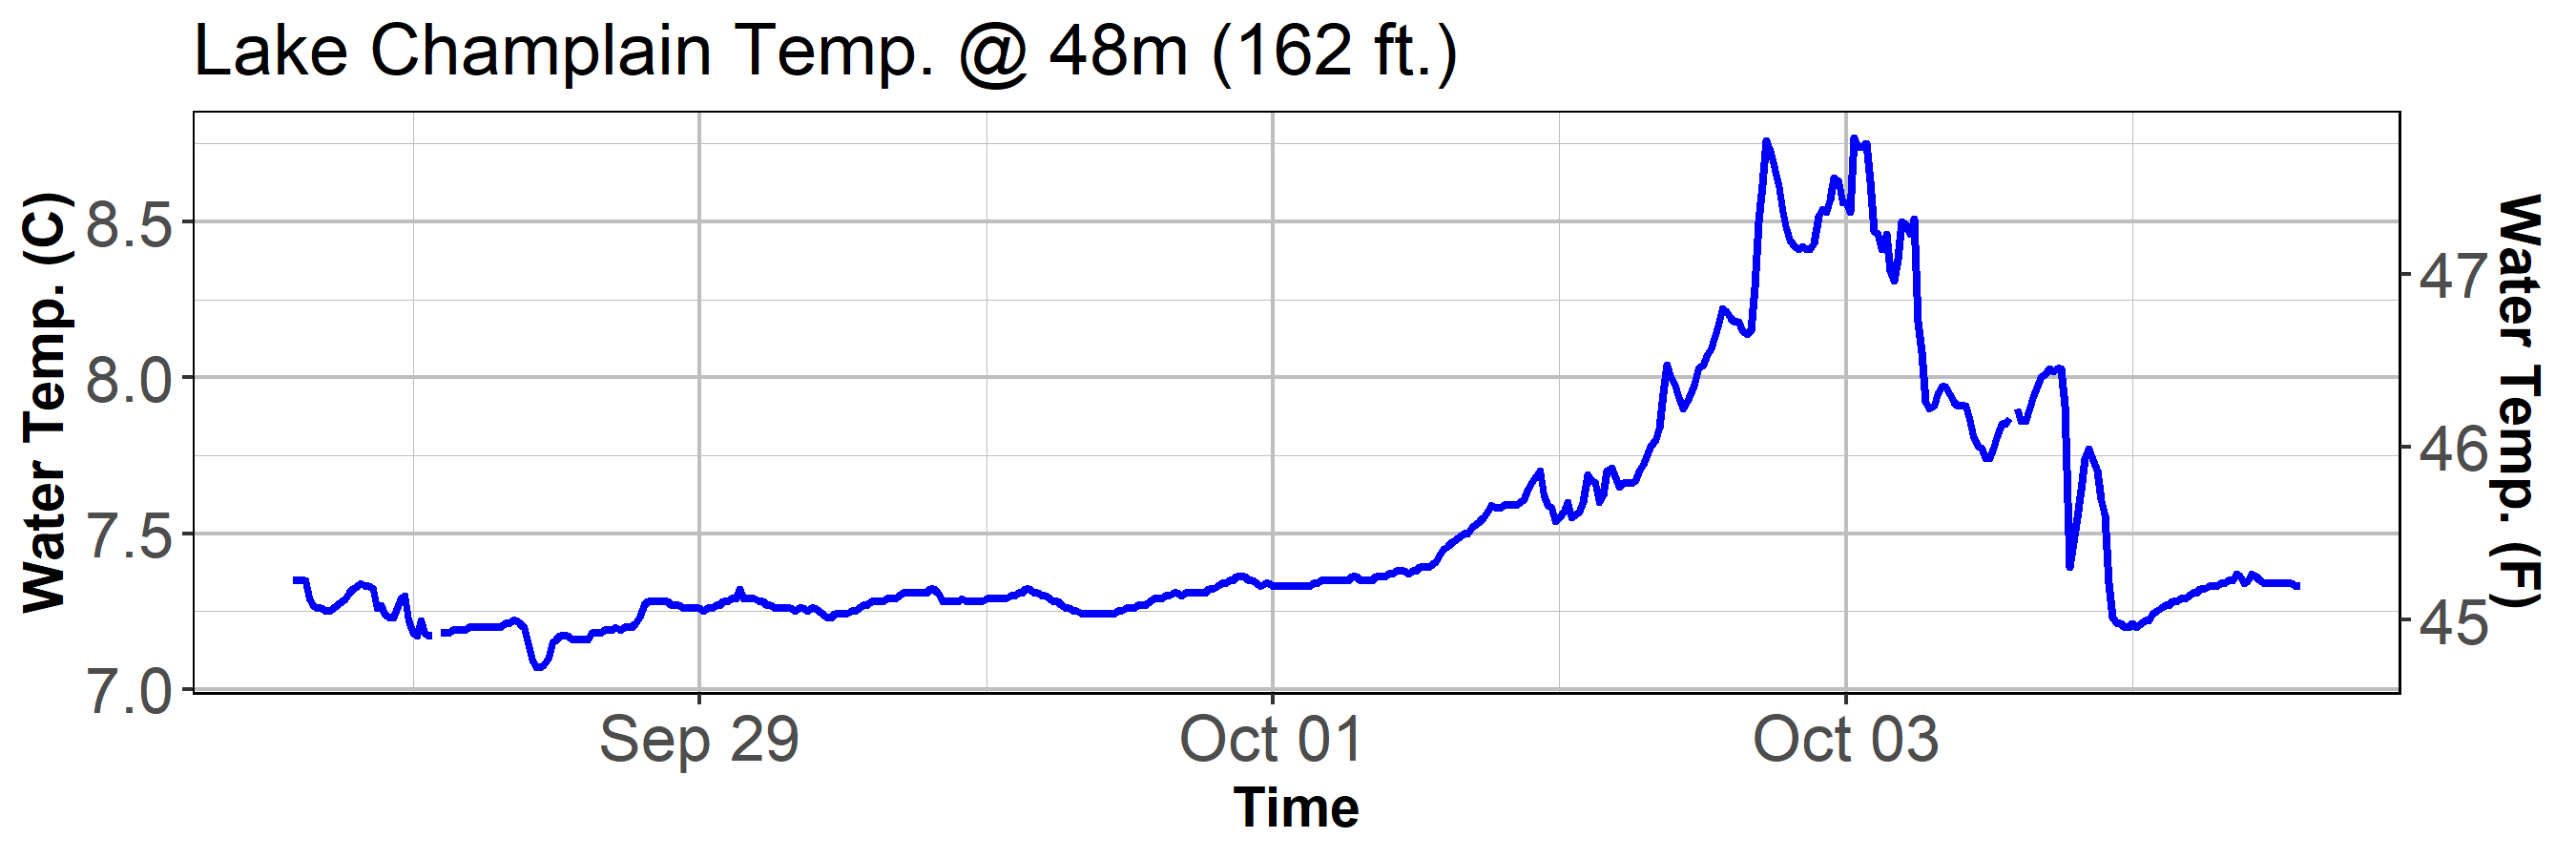 Lake Champlain Temp. @ 48m (162 ft.)
Water Temp. (C)
8.5
8.0
7.5
7.0
47
46
45
Water Temp. (F)
Sep 29
Oct 01
Oct 03
Time